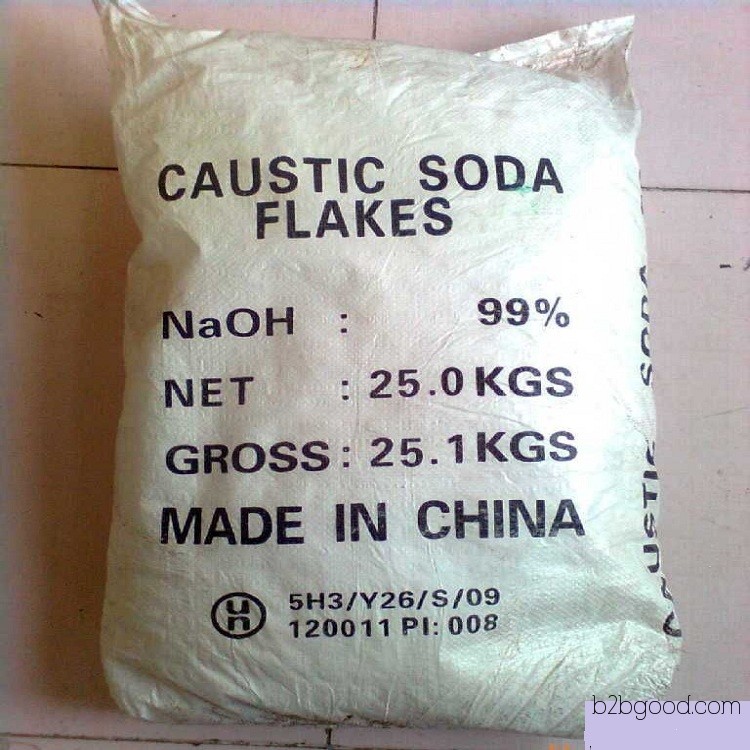 CAUSTIC SODA
FLAKES
NaOH : 99%
NET : 25.0 KGS
GROSS : 25.1 KGS
MADE IN CHINA
5H3/Y26/S/09
120011 PI: 008
CAUSTIC SODA
b2bgood.com